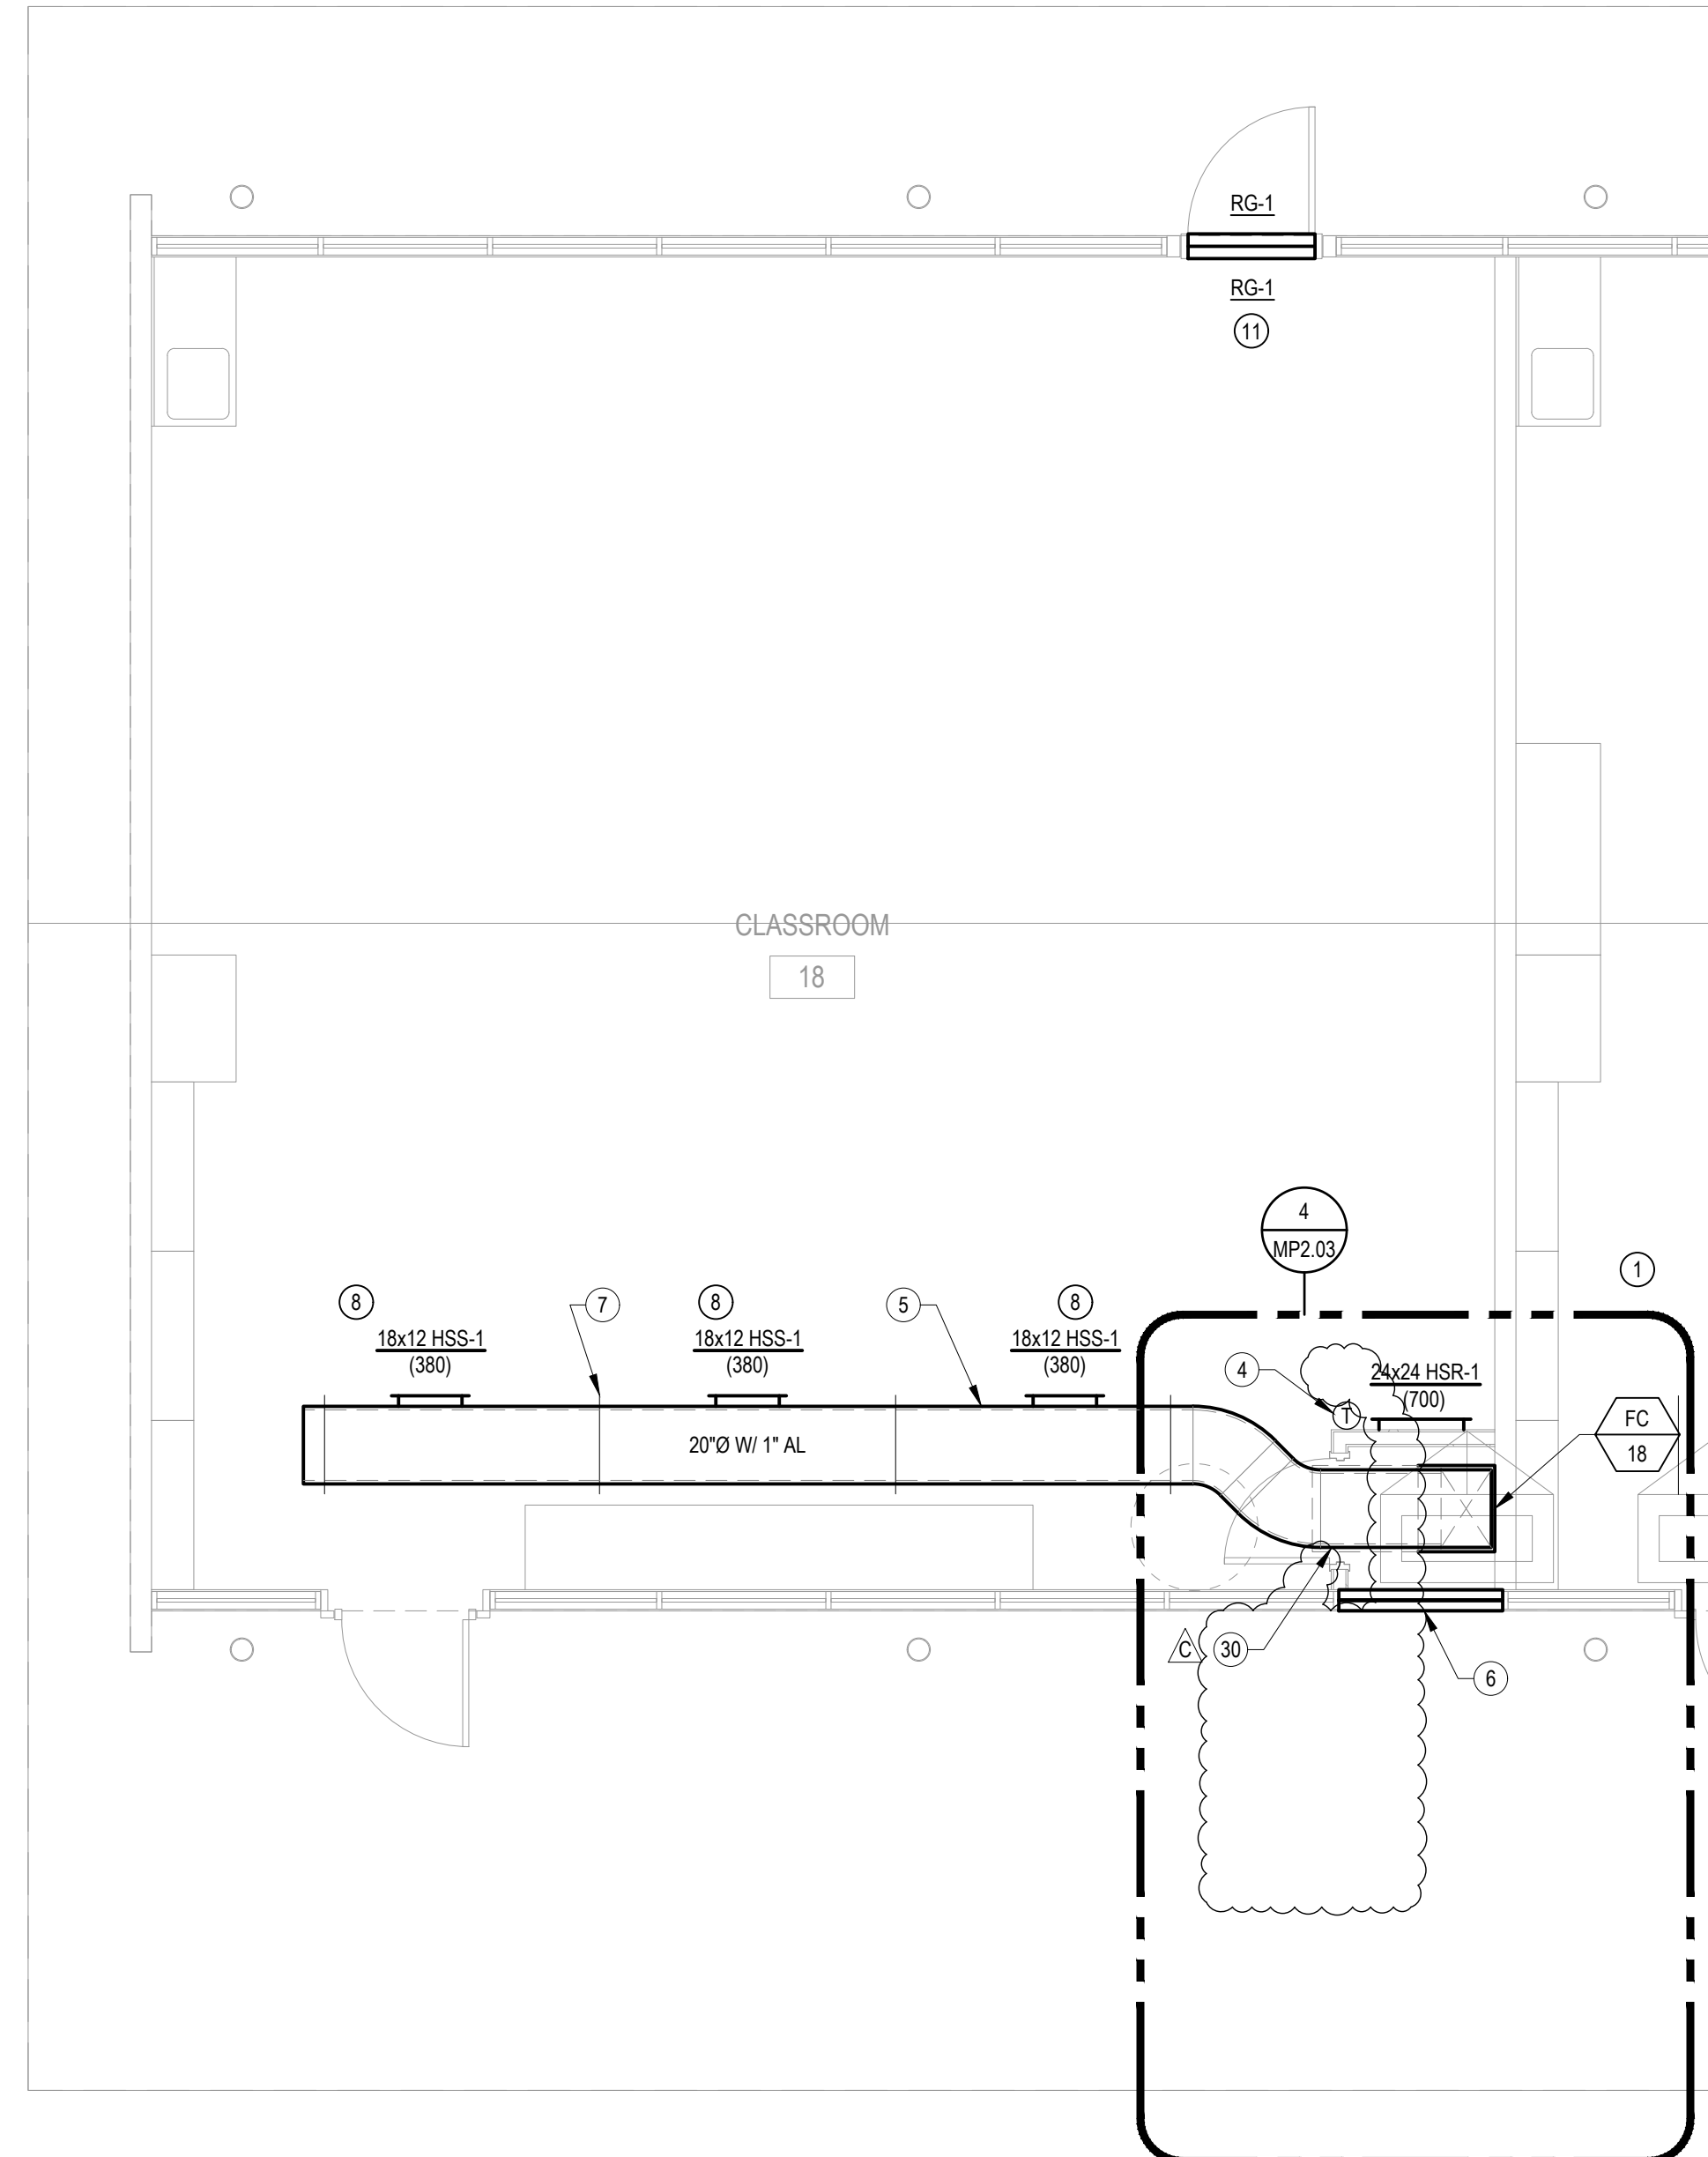 RG-1
RG-1
11
CLASSROOM
18
4
MP2.03
1
8
7
8
5
8
18x12 HSS-1
(380)
18x12 HSS-1
(380)
18x12 HSS-1
(380)
4
24x24 HSR-1
(700)
T
FC
18
20"Ø W/ 1" AL
C
30
6